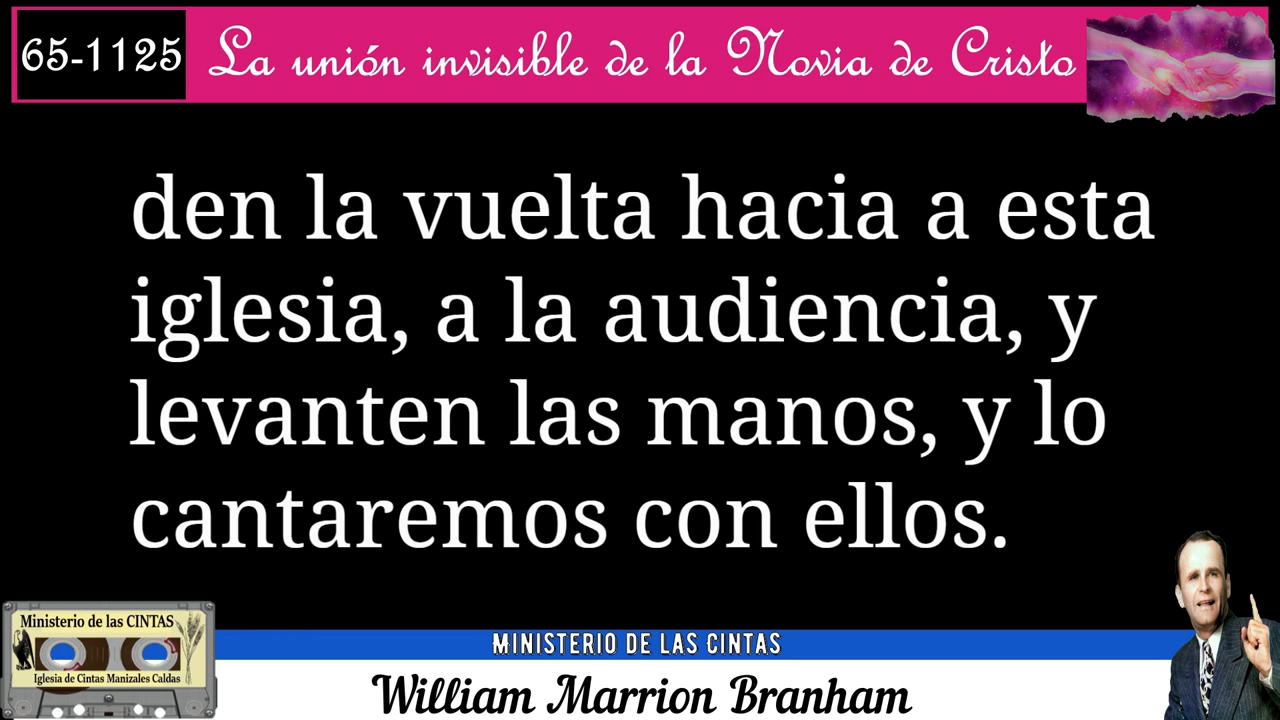 65-1125 La unión invisible de la Novia de Cristo
den la vuelta hacia a esta
iglesia, a la audiencia, y
levanten las manos, y lo
cantaremos con ellos.
Ministerio de las CINTAS
Iglesia de Cintas Manizales Caldas
MINISTERIO DE LAS CINTAS
William Marrion Branham